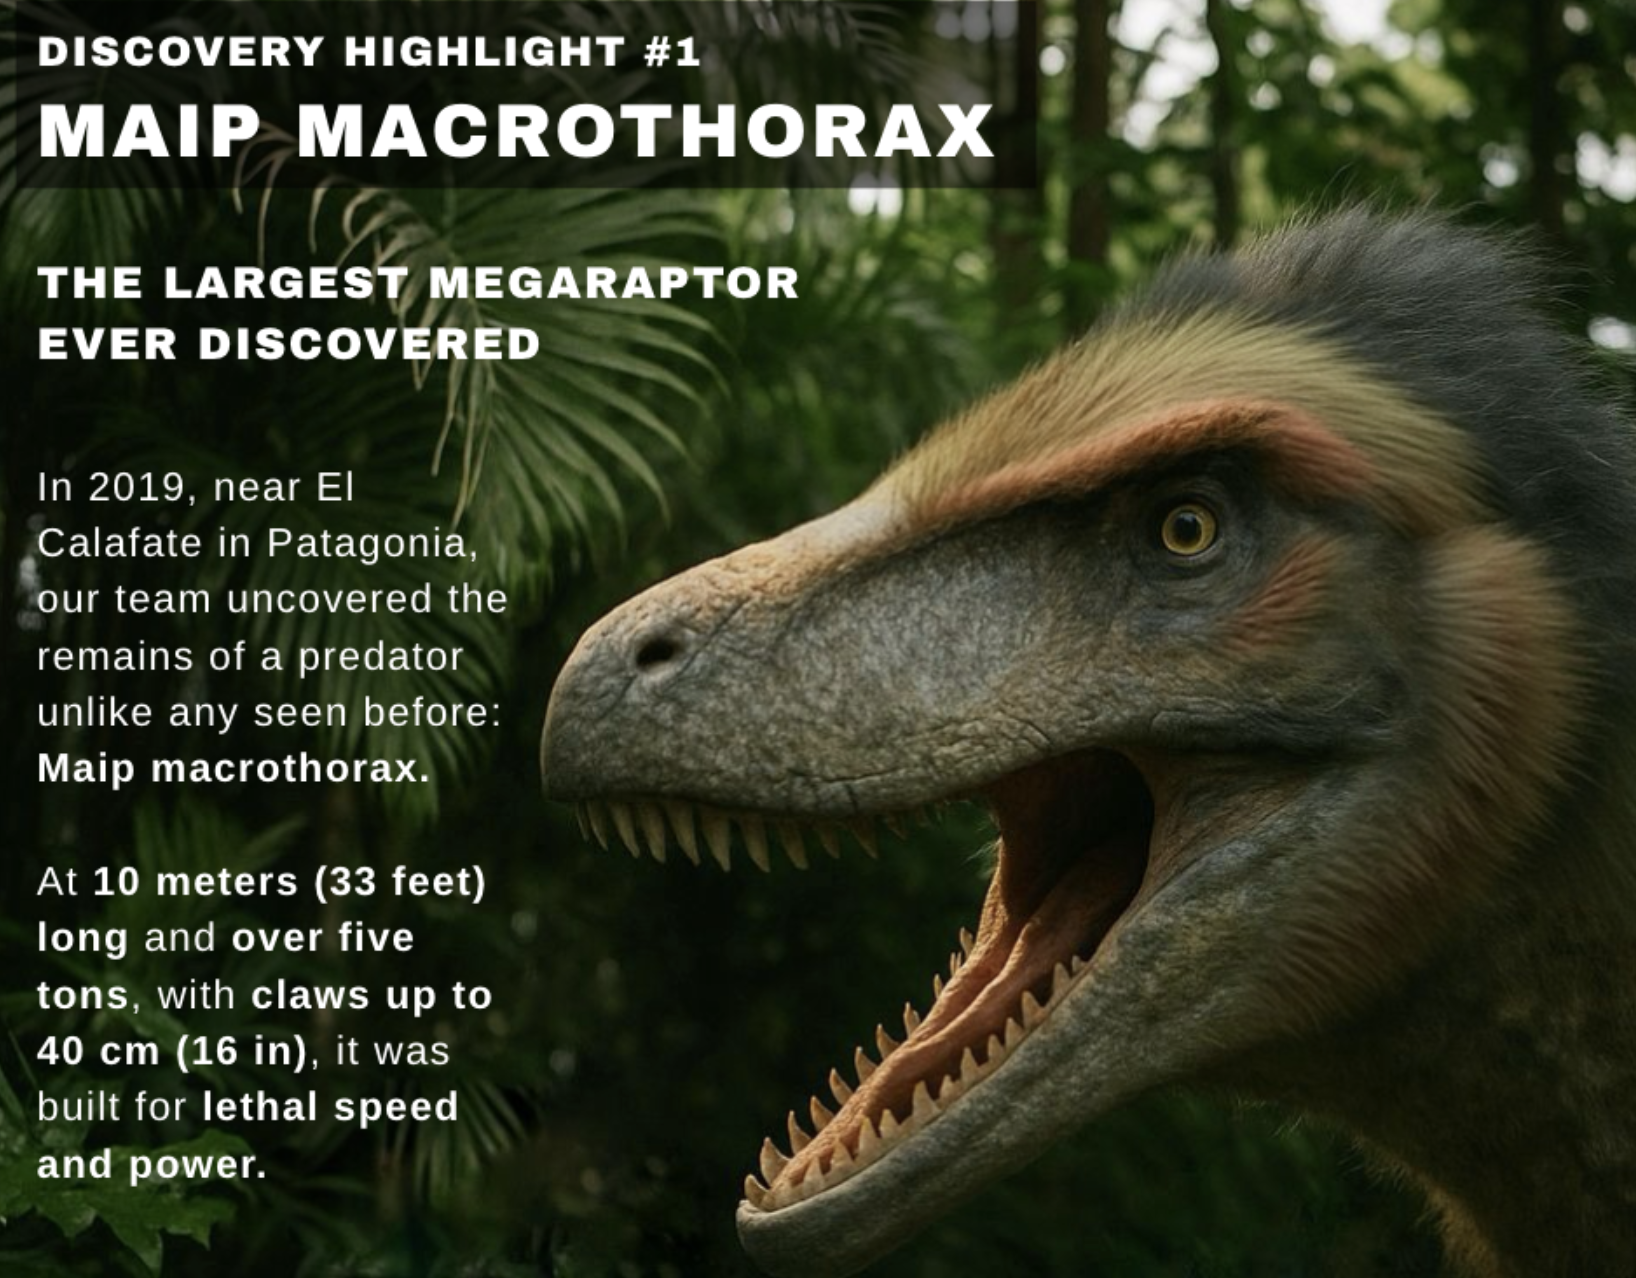 DISCOVERY HIGHLIGHT #1
MAIP MACROTHORAX
THE LARGEST MEGARAPTOR
EVER DISCOVERED
In 2019, near El
Calafate in Patagonia,
our team uncovered the
remains of a predator
unlike any seen before:
Maip macrothorax.
At 10 meters (33 feet)
long and over five
tons, with claws up to
40 cm (16 in), it was
built for lethal speed
and power.